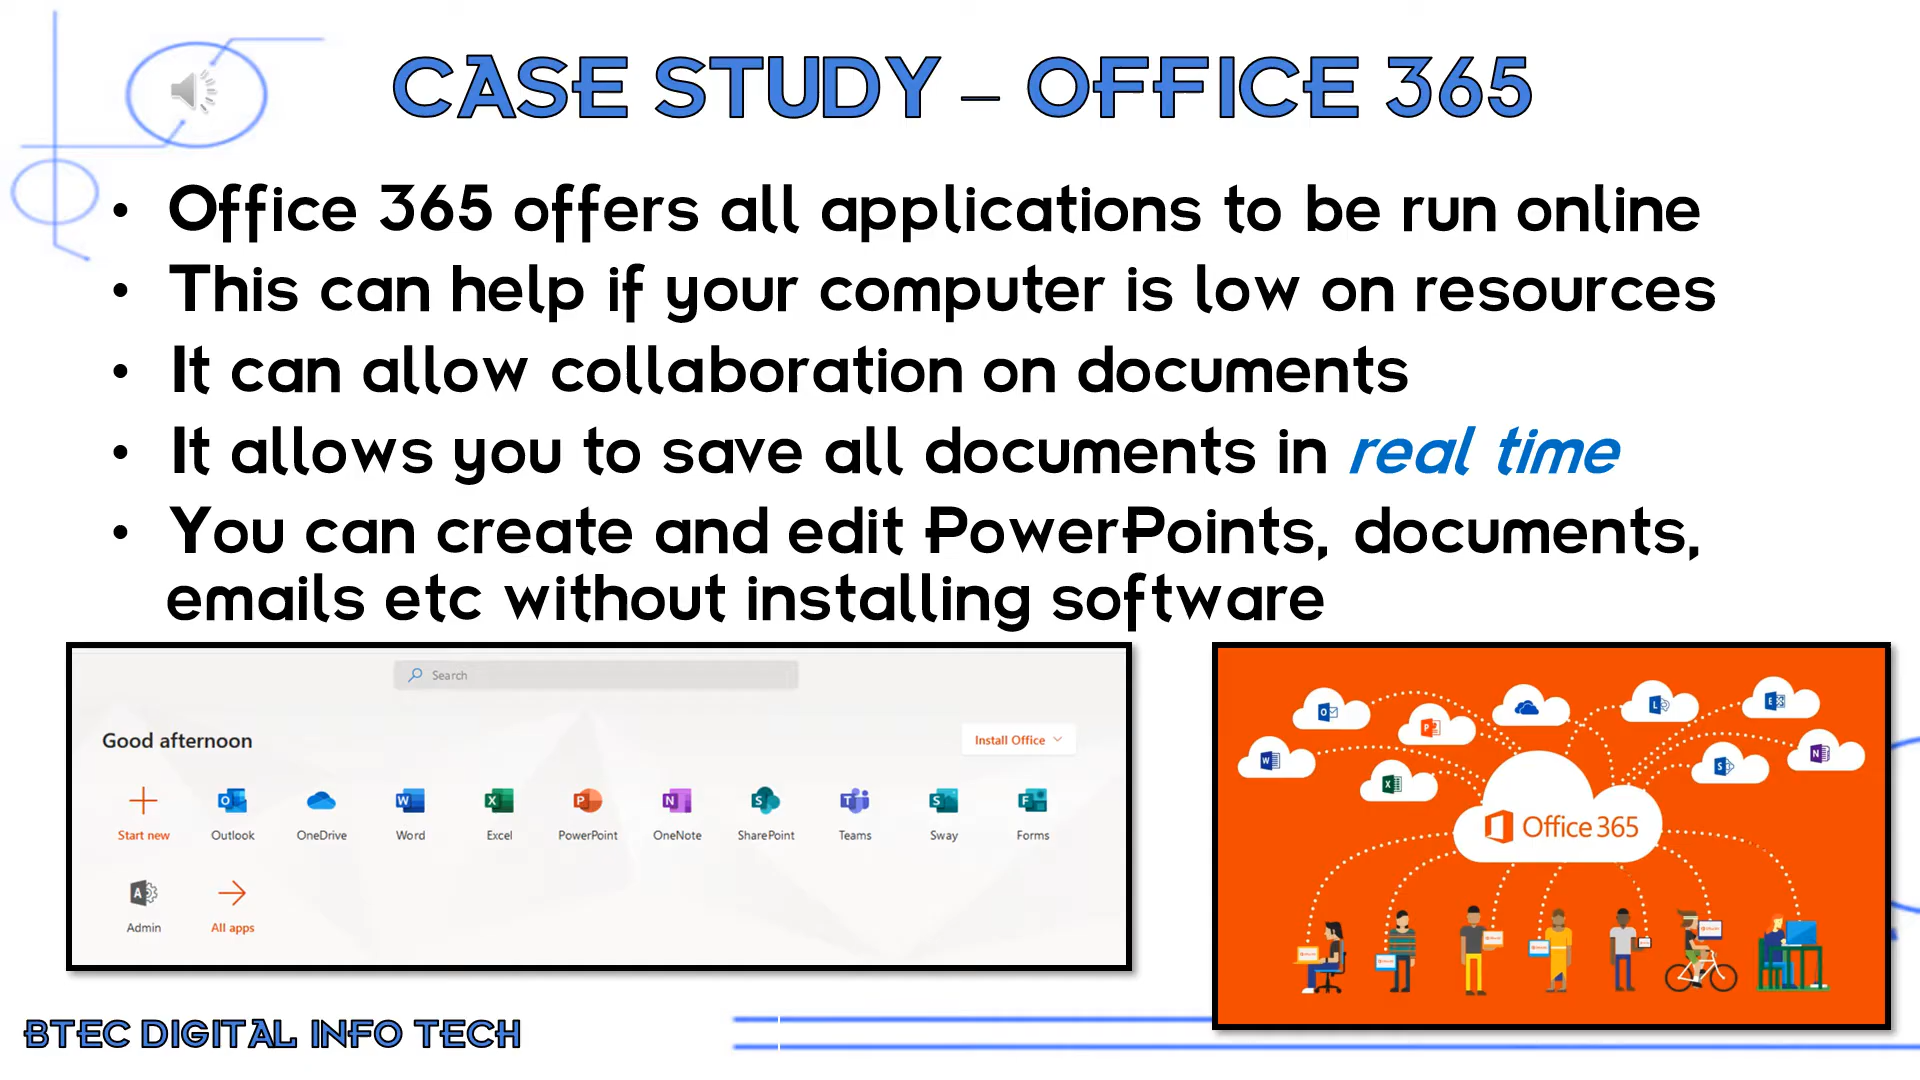 CASE STUDY – OFFICE 365
• Office 365 offers all applications to be run online
• This can help if your computer is low on resources
• It can allow collaboration on documents
• It allows you to save all documents in real time
• You can create and edit PowerPoints, documents,
emails etc without installing software
Search
Good afternoon
Install Office
Start new
Outlook
OneDrive
Word
Excel
PowerPoint
OneNote
SharePoint
Teams
Sway
Forms
Admin
All apps
Office 365
BTEC DIGITAL INFO TECH